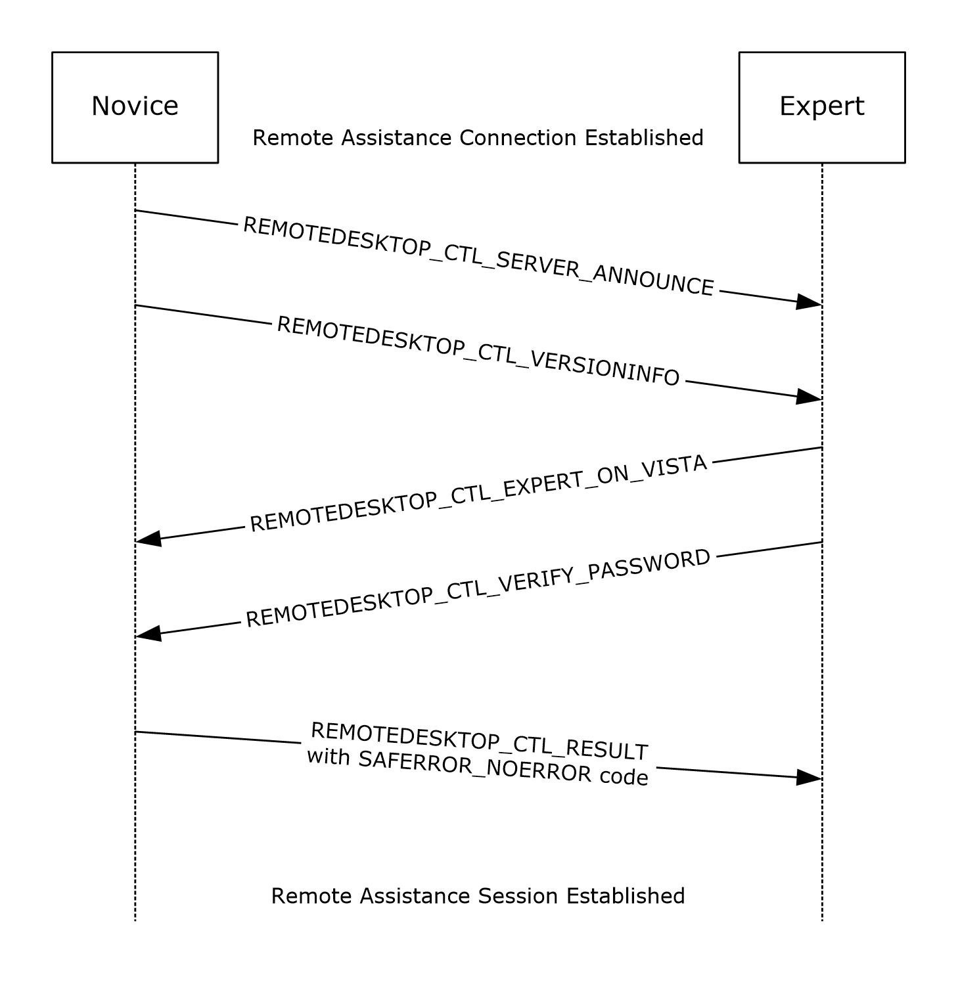 Novice
Expert
Remote Assistance Connection Established
REMOTEDESKTOP_CTL_SERVER_ANNOUNCE
REMOTEDESKTOP_CTL_VERSIONINFO
REMOTEDESKTOP_CTL_EXPERT_ON_VISTA
REMOTEDESKTOP_CTL_VERIFY_PASSWORD
REMOTEDESKTOP_CTL_RESULT
with SAFERROR_NOERROR code
Remote Assistance Session Established